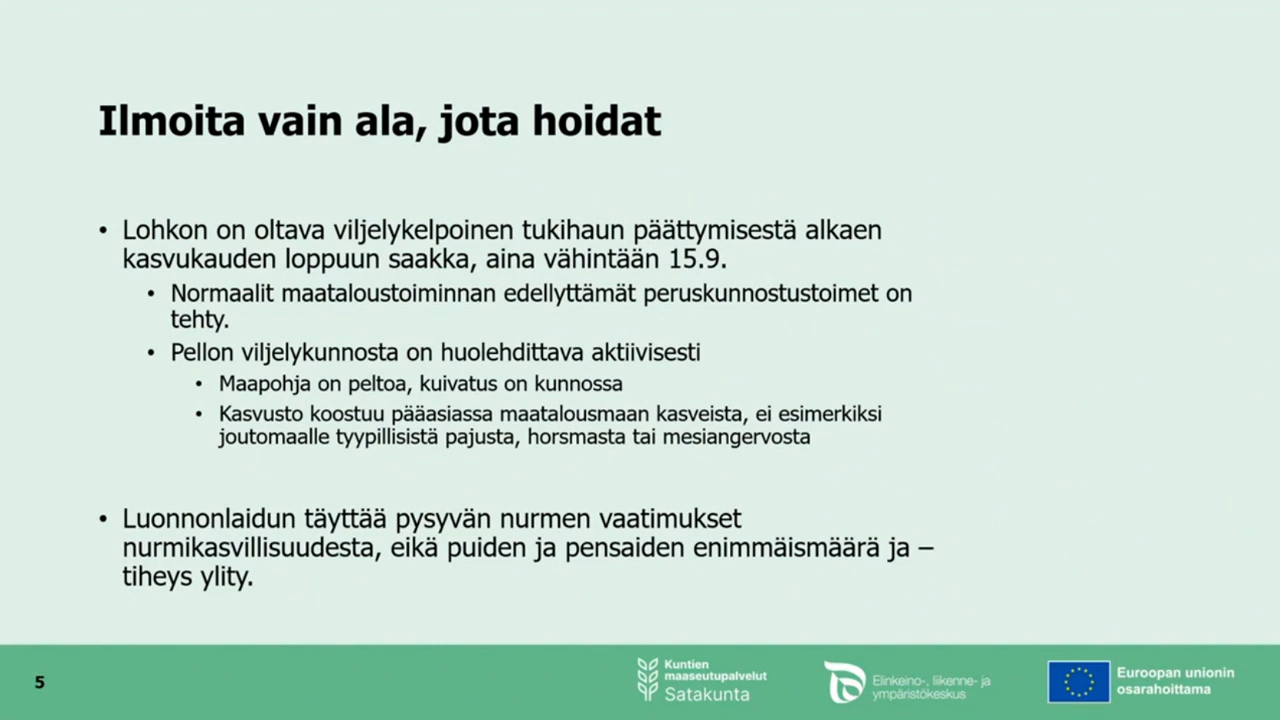 Ilmoita vain ala, jota hoidat
• Lohkon on oltava viljelykelpoinen tukihaun päättymisestä alkaen
kasvukauden loppuun saakka, aina vähintään 15.9.
• Normaalit maataloustoiminnan edellyttämät peruskunnostustoimet on
tehty.
• Pellon viljelykunnosta on huolehdittava aktiivisesti
• Maapohja on peltoa, kuivatus on kunnossa
• Kasvusto koostuu pääasiassa maatalousmaan kasveista, ei esimerkiksi
joutomaalle tyypillisistä pajusta, horsmasta tai mesiangervosta
• Luonnonlaidun täyttää pysyvän nurmen vaatimukset
nurmikasvillisuudesta, eikä puiden ja pensaiden enimmäismäärä ja –
tiheys ylity.
5
Kuntien
maaseutupalvelut
Satakunta
Elinkeino-, liikenne- ja
ympäristökeskus
Euroopan unionin
osarahoittama